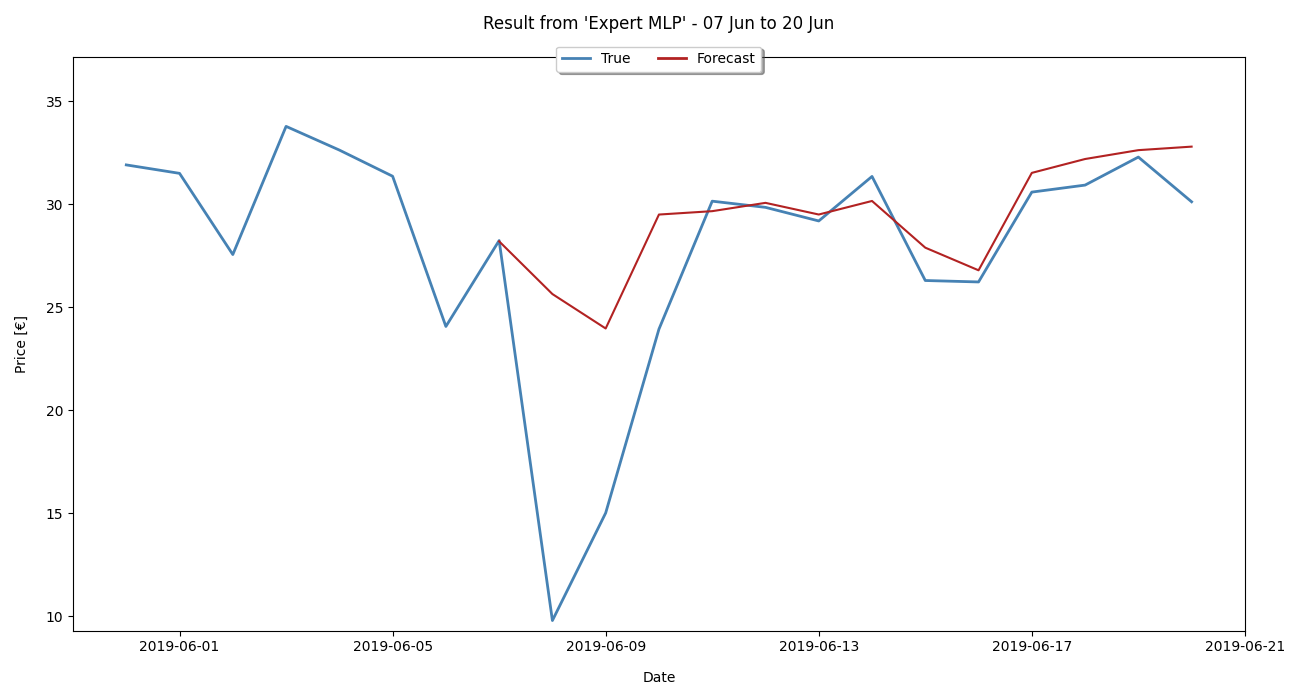 Result from 'Expert MLP' - 07 Jun to 20 Jun
True Forecast
35
30
25
20
15
10
Price [€]
2019-06-01 2019-06-05 2019-06-09 2019-06-13 2019-06-17 2019-06-21
Date